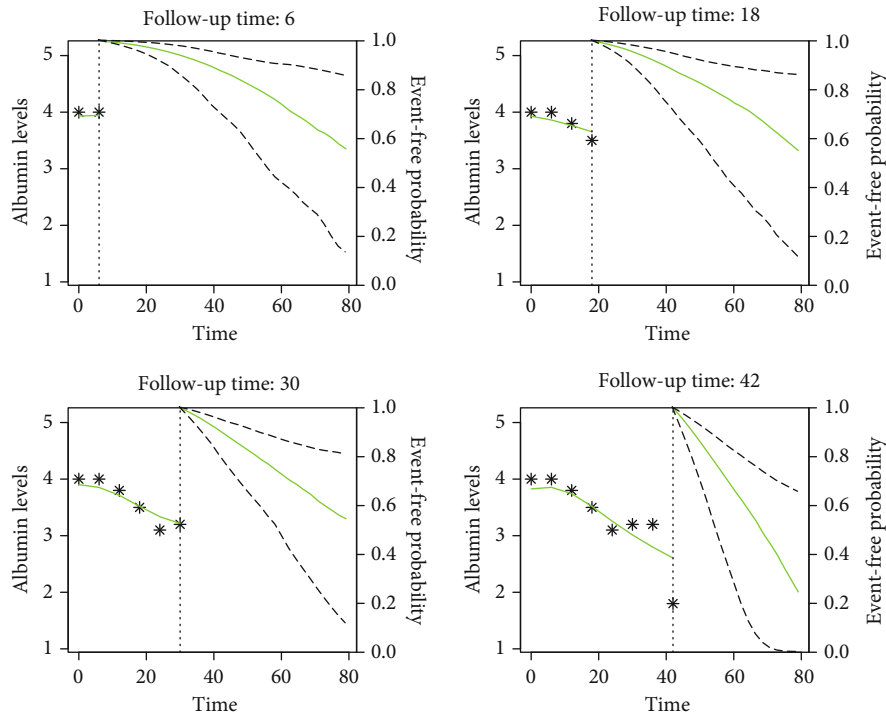 Follow-up time: 6
5
4
3
2
1
Albumin levels
1.0
0.8
0.6
0.4
0.2
0.0
Event-free probability
0 20 40 60 80
Time
Follow-up time: 18
5
4
3
2
1
Albumin levels
1.0
0.8
0.6
0.4
0.2
0.0
Event-free probability
0 20 40 60 80
Time
Follow-up time: 30
5
4
3
2
1
Albumin levels
1.0
0.8
0.6
0.4
0.2
0.0
Event-free probability
0 20 40 60 80
Time
Follow-up time: 42
5
4
3
2
1
Albumin levels
1.0
0.8
0.6
0.4
0.2
0.0
Event-free probability
0 20 40 60 80
Time